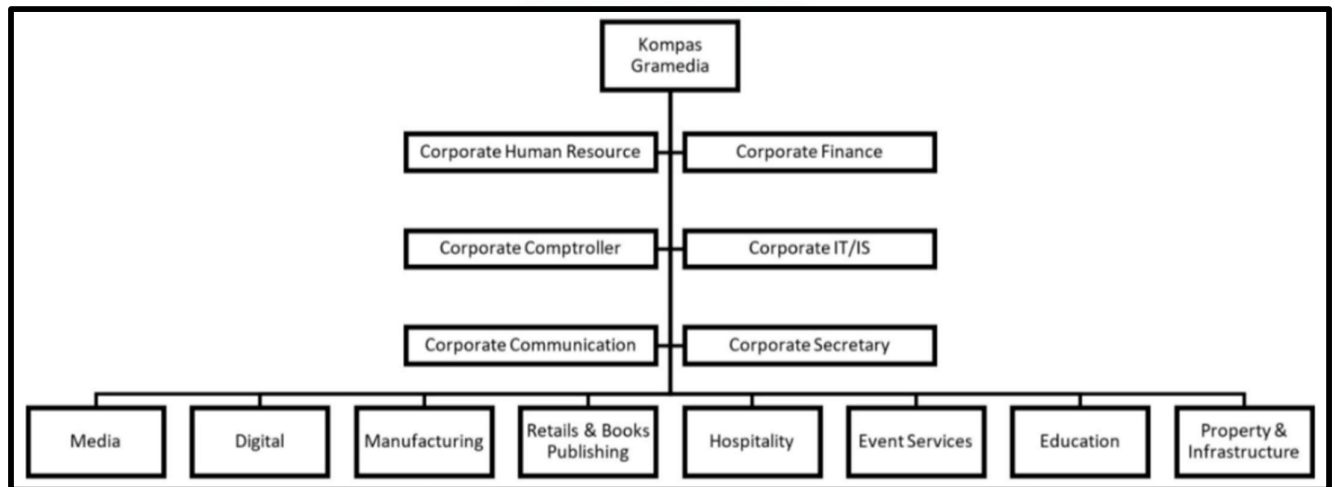 Kompas
Gramedia
Corporate Human Resource
Corporate Finance
Corporate Comptroller
Corporate IT/IS
Corporate Communication
Corporate Secretary
Media
Digital
Manufacturing
Retails & Books
Publishing
Hospitality
Event Services
Education
Property &
Infrastructure